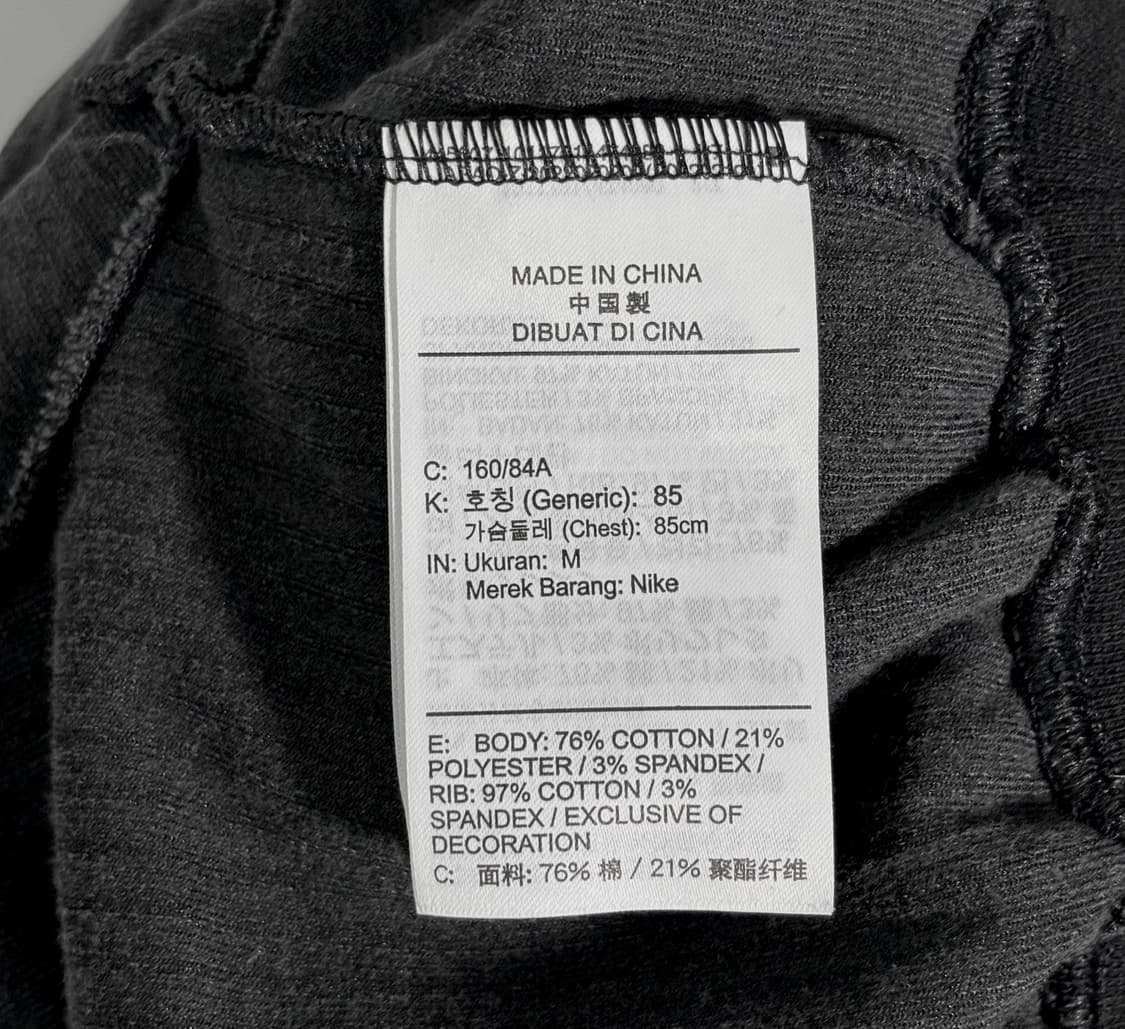 MADE IN CHINA
中国製
DIBUAT DI CINA
C: 160/84A
K: 호칭 (Generic): 85
가슴둘레 (Chest): 85cm
IN: Ukuran: M
Merek Barang: Nike
E: BODY: 76% COTTON / 21%
POLYESTER / 3% SPANDEX /
RIB: 97% COTTON / 3%
SPANDEX / EXCLUSIVE OF
DECORATION
C: 面料: 76% 棉 / 21% 聚酯纤维